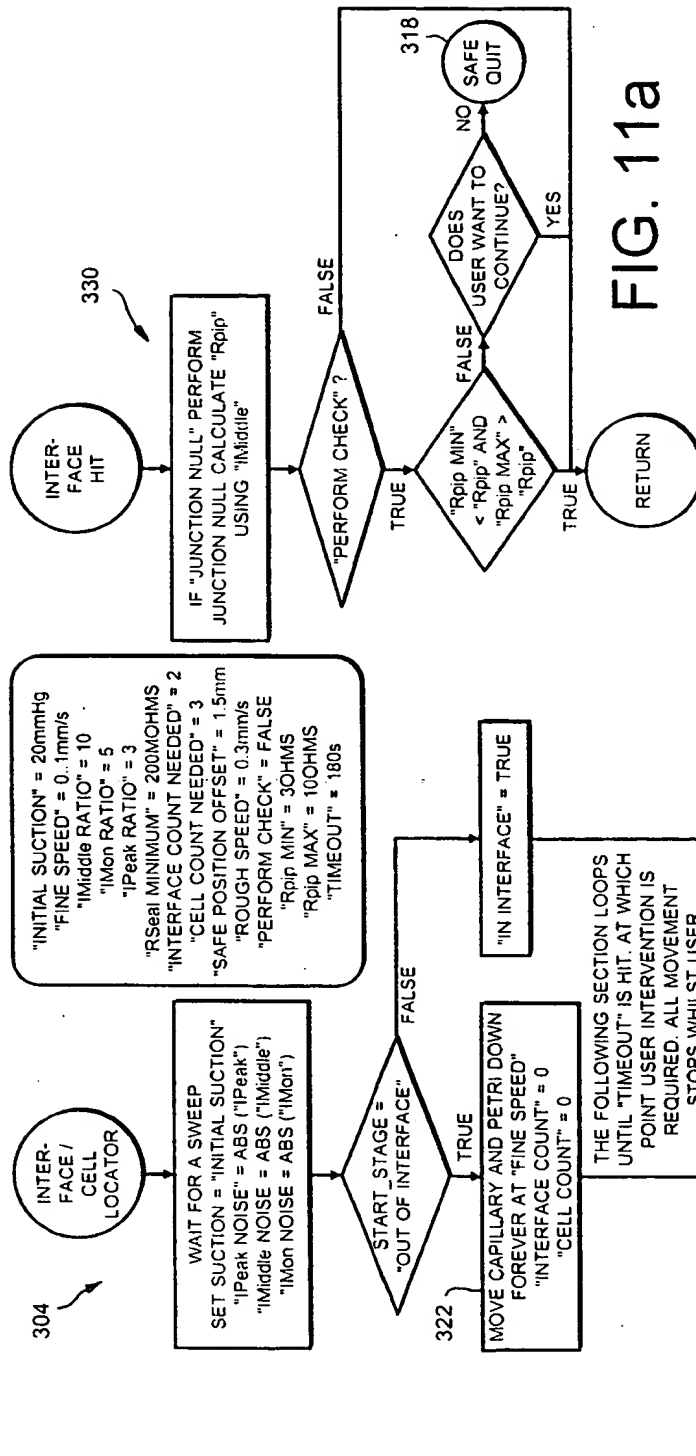 304
INTER-
FACE /
CELL
LOCATOR
WAIT FOR A SWEEP
SET SUCTION = "INITIAL SUCTION"
"IPeak NOISE" = ABS ("IPeak")
"IMiddle NOISE = ABS ("IMiddle")
"IMon NOISE = ABS ("IMon")
START_STAGE =
"OUT OF INTERFACE"
FALSE
TRUE
322
MOVE CAPILLARY AND PETRI DOWN
FOREVER AT "FINE SPEED"
"INTERFACE COUNT" = 0
"CELL COUNT" = 0
"IN INTERFACE" = TRUE
THE FOLLOWING SECTION LOOPS
UNTIL "TIMEOUT" IS HIT. AT WHICH
POINT USER INTERVENTION IS
REQUIRED. ALL MOVEMENT
STOPS WHILST USER
"INITIAL SUCTION" = 20mmHg
"FINE SPEED" = 0..1mm/s
"IMiddle RATIO" = 10
"IMon RATIO" = 5
"IPeak RATIO" = 3
"RSeal MINIMUM" = 200MOHMS
"INTERFACE COUNT NEEDED" = 2
"CELL COUNT NEEDED" = 3
"SAFE POSITION OFFSET" = 1.5mm
"ROUGH SPEED" = 0.3mm/s
"PERFORM CHECK" = FALSE
"Rpip MIN" = 3OHMS
"Rpip MAX" = 10OHMS
"TIMEOUT" = 180s
INTER-
FACE
HIT
330
IF "JUNCTION NULL" PERFORM
JUNCTION NULL CALCULATE "Rpip"
USING "IMiddle"
"PERFORM CHECK" ?
FALSE
TRUE
"Rpip MIN"
< "Rpip" AND
"Rpip MAX" >
"Rpip"
FALSE
TRUE
DOES
USER WANT TO
CONTINUE?
NO
YES
318
SAFE
QUIT
RETURN
FIG. 11a